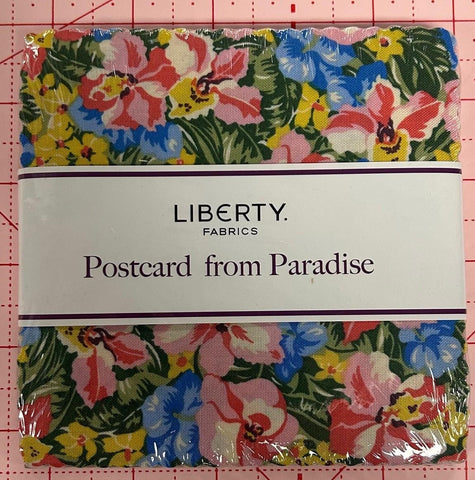 LIBERTY.
FABRICS
Postcard from Paradise